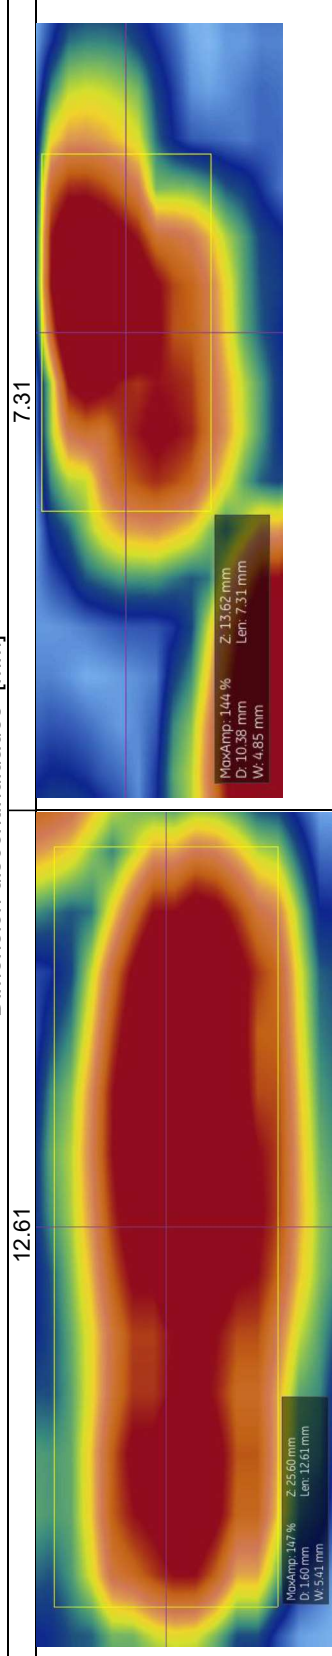 7.31
MaxAmp: 144 % Z: 13.62 mm
D: 10.38 mm Len: 7.31 mm
W: 4.85 mm
12.61
MaxAmp: 147 % Z: 25.60 mm
D: 1.60 mm Len: 12.61 mm
W: 5.41 mm